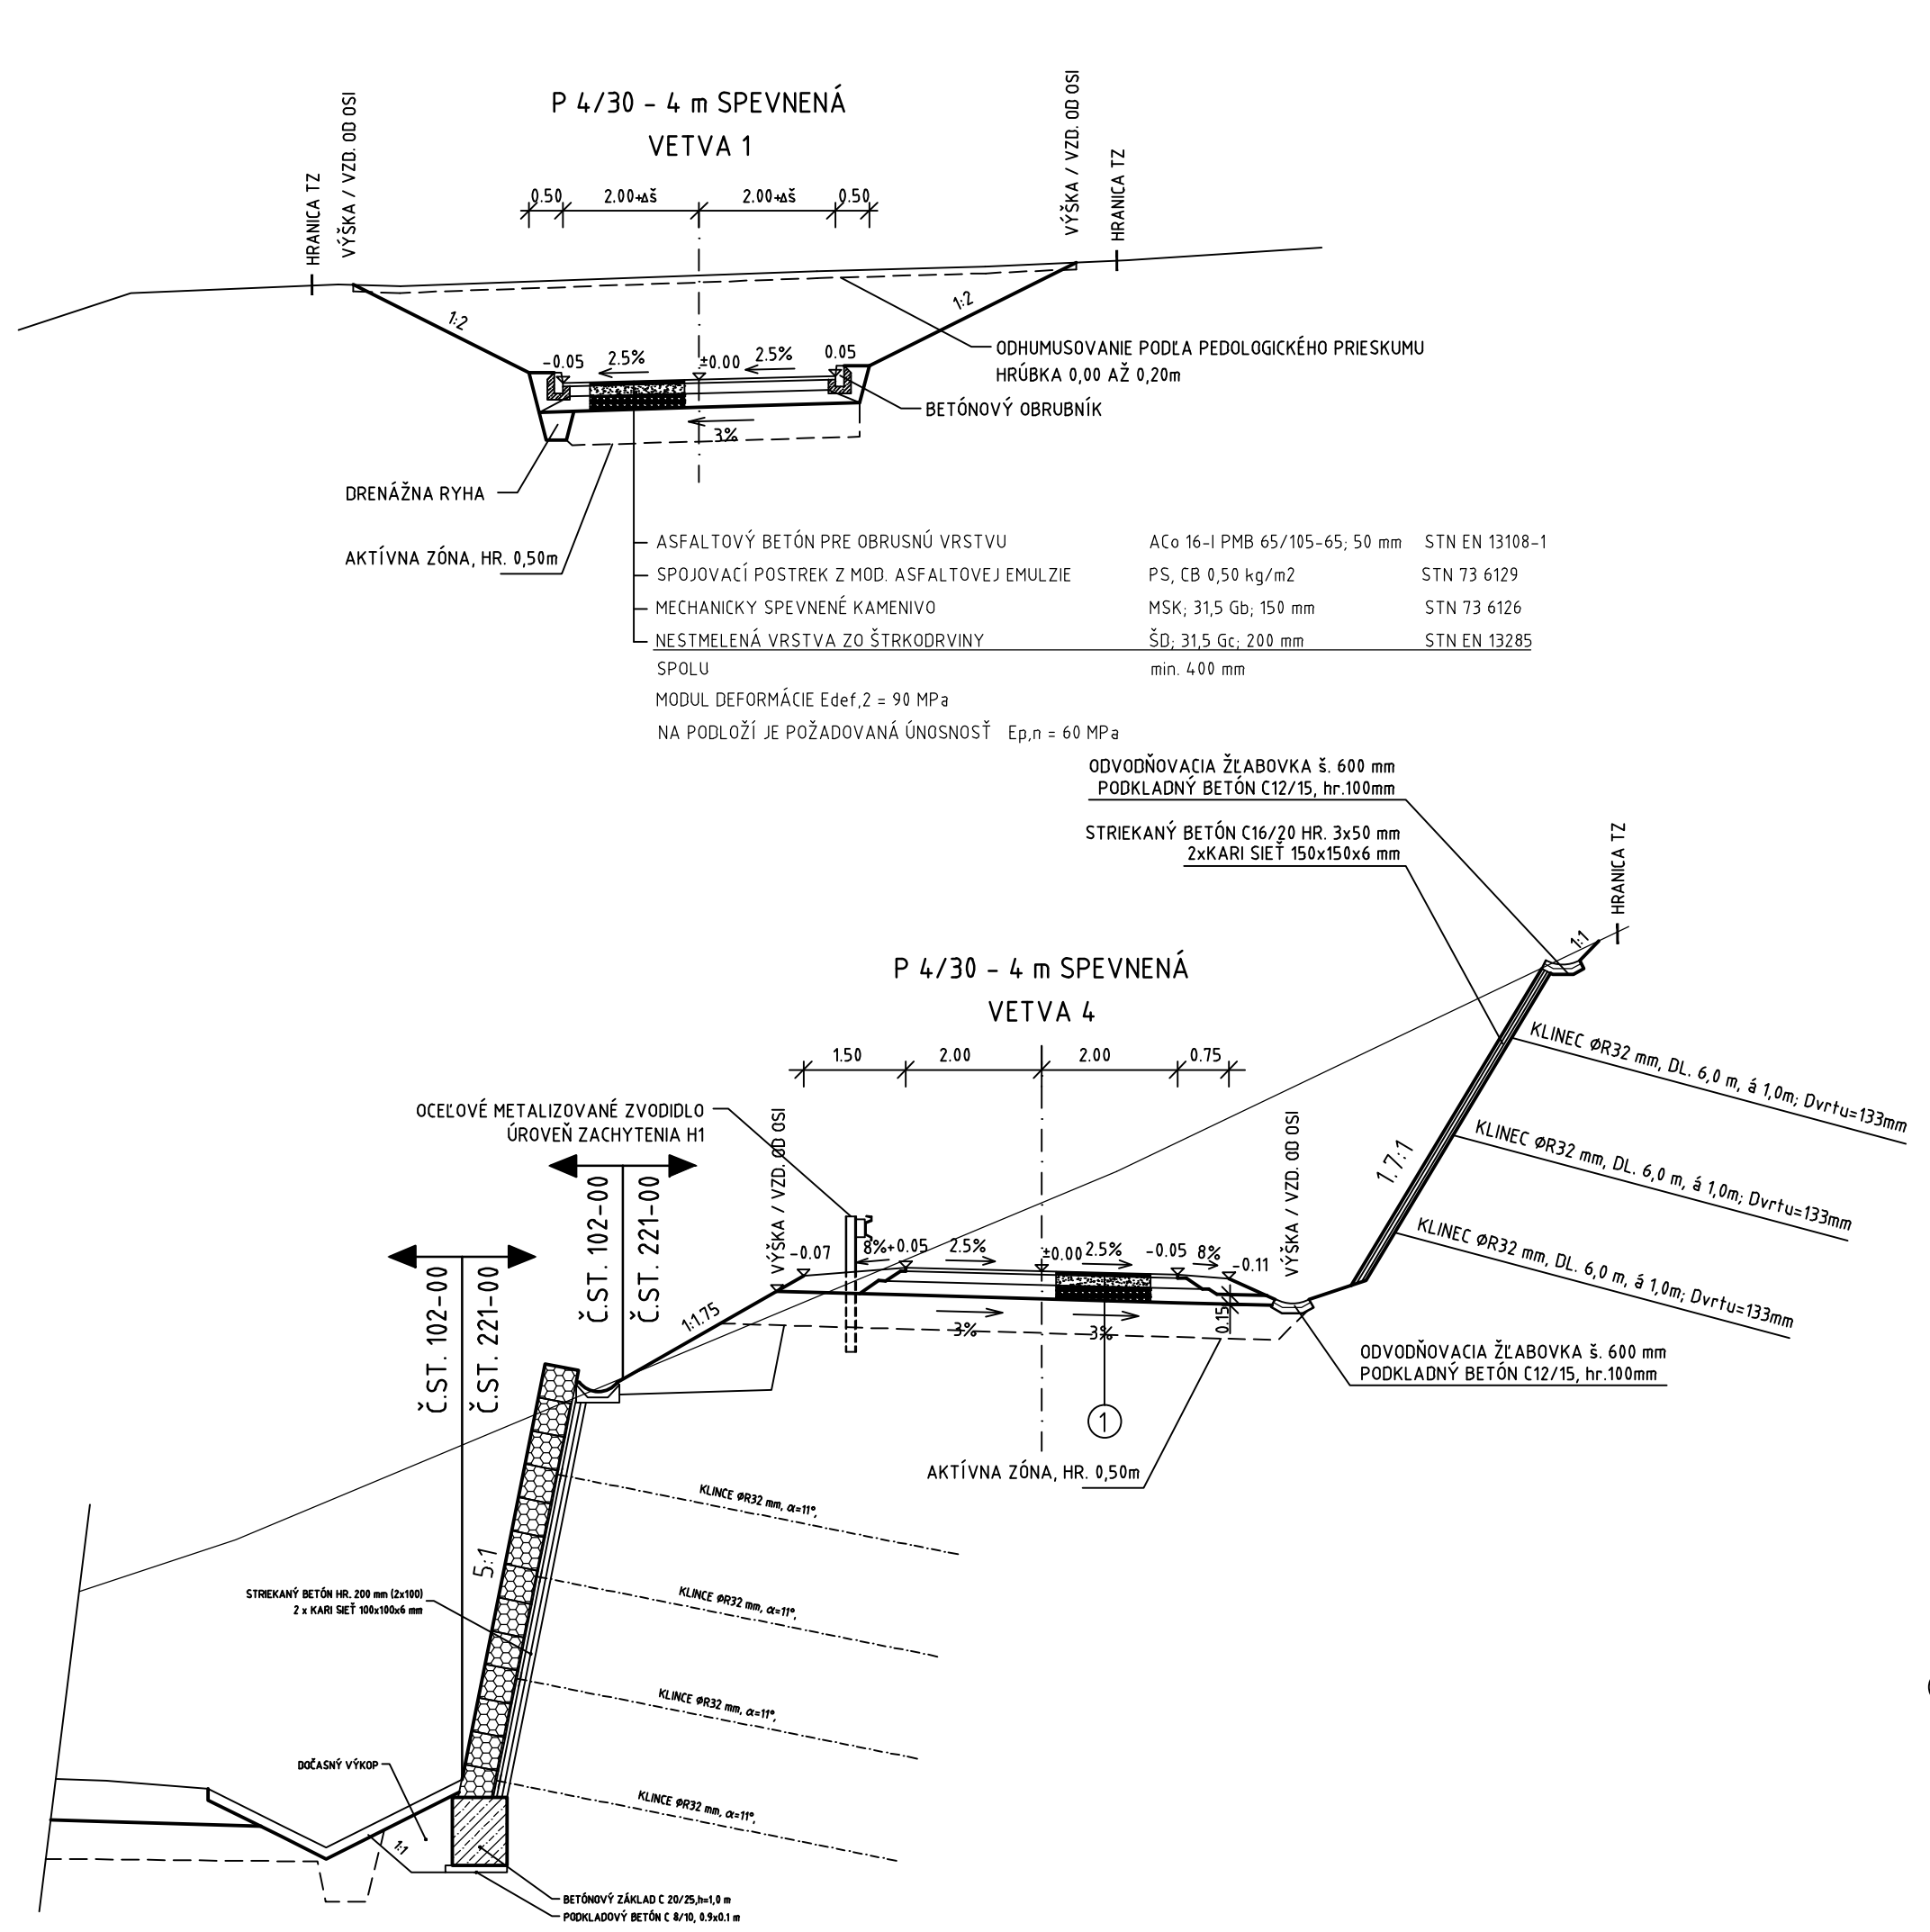 P 4/30 - 4 m SPEVNENÁ
VETVA 1
HRANICA TZ
VÝŠKA / VZD. OD OSI
VÝŠKA / VZD. OD OSI
HRANICA TZ
0.50
2.00+Δš
2.00+Δš
0.50
1:2
1:2
-0.05
2.5%
±0.00
2.5%
0.05
3%
ODHUMUSOVANIE PODĽA PEDOLOGICKÉHO PRIESKUMU
HRÚBKA 0,00 AŽ 0,20m
BETÓNOVÝ OBRUBNÍK
DRENÁŽNA RYHA
AKTÍVNA ZÓNA, HR. 0,50m
ASFALTOVÝ BETÓN PRE OBRUSNÚ VRSTVU ACo 16-I PMB 65/105-65; 50 mm STN EN 13108-1
SPOJOVACÍ POSTREK Z MOD. ASFALTOVEJ EMULZIE PS, CB 0,50 kg/m2 STN 73 6129
MECHANICKY SPEVNENÉ KAMENIVO MSK; 31,5 Gb; 150 mm STN 73 6126
NESTMELENÁ VRSTVA ZO ŠTRKODRVINY ŠD; 31,5 Gc; 200 mm STN EN 13285
SPOLU min. 400 mm
MODUL DEFORMÁCIE Edef,2 = 90 MPa
NA PODLOŽÍ JE POŽADOVANÁ ÚNOSNOSŤ Ep,n = 60 MPa
ODVODŇOVACIA ŽĽABOVKA š. 600 mm
PODKLADNÝ BETÓN C12/15, hr.100mm
STRIEKANÝ BETÓN C16/20 HR. 3x50 mm
2xKARI SIEŤ 150x150x6 mm
HRANICA TZ
1:1
P 4/30 - 4 m SPEVNENÁ
VETVA 4
1.50
2.00
2.00
0.75
KLINEC ØR32 mm, DL. 6,0 m, á 1,0m; Dvrtu=133mm
KLINEC ØR32 mm, DL. 6,0 m, á 1,0m; Dvrtu=133mm
KLINEC ØR32 mm, DL. 6,0 m, á 1,0m; Dvrtu=133mm
1.7:1
OCEĽOVÉ METALIZOVANÉ ZVODIDLO
ÚROVEŇ ZACHYTENIA H1
VÝŠKA / VZD. OD OSI
VÝŠKA / VZD. OD OSI
Č.ST. 102-00
Č.ST. 221-00
Č.ST. 102-00
Č.ST. 221-00
-0.07
8%
+0.05
2.5%
±0.00
2.5%
-0.05
8%
-0.11
1:1.75
3%
3%
0.15
ODVODŇOVACIA ŽĽABOVKA š. 600 mm
PODKLADNÝ BETÓN C12/15, hr.100mm
1
AKTÍVNA ZÓNA, HR. 0,50m
5:1
KLINCE ØR32 mm, α=11°,
KLINCE ØR32 mm, α=11°,
KLINCE ØR32 mm, α=11°,
KLINCE ØR32 mm, α=11°,
STRIEKANÝ BETÓN HR. 200 mm (2x100)
2 x KARI SIEŤ 100x100x6 mm
DOČASNÝ VÝKOP
1:1
BETÓNOVÝ ZÁKLAD C 20/25,h=1,0 m
PODKLADOVÝ BETÓN C 8/10, 0.9x0.1 m